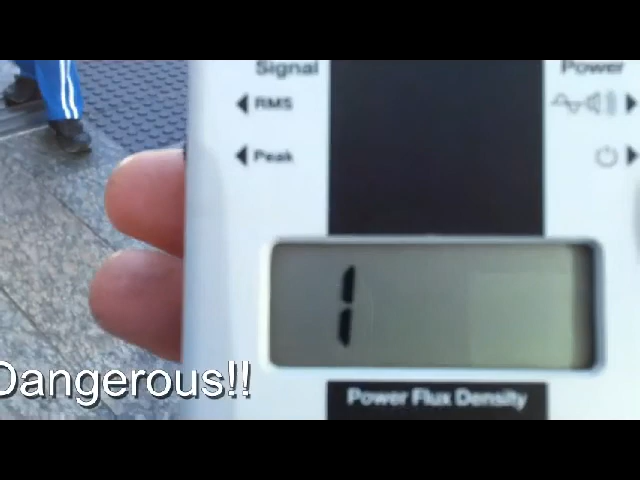 Signal
Power
RMS
Peak
1
Power Flux Density
Dangerous!!